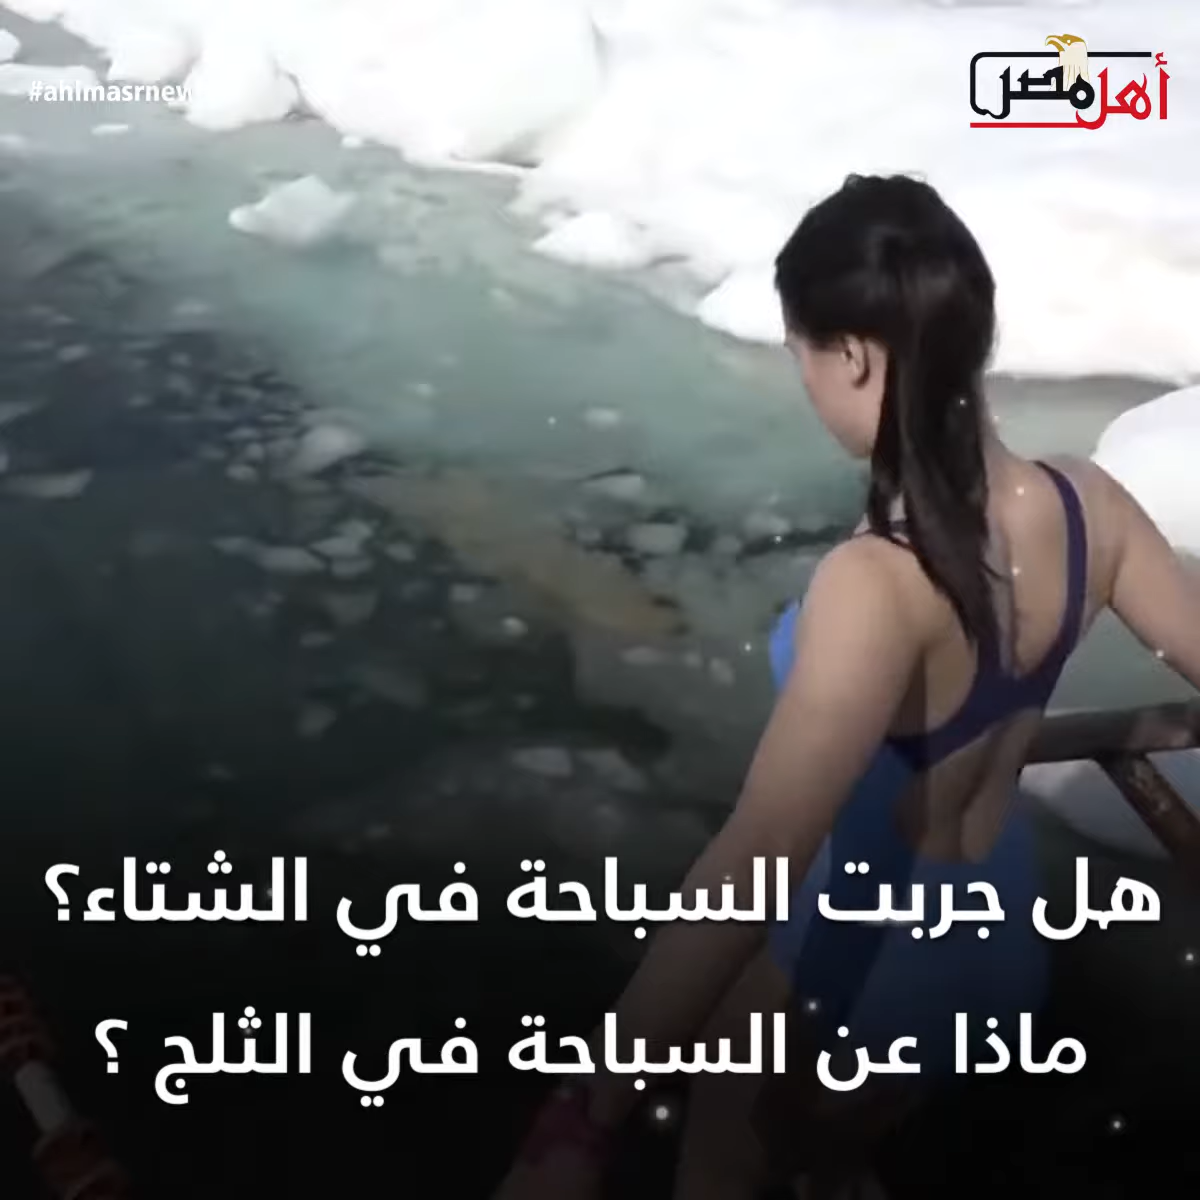 #ahlmasrnew
أهل مصر
هل جربت السباحة في الشتاء؟
ماذا عن السباحة في الثلج ؟